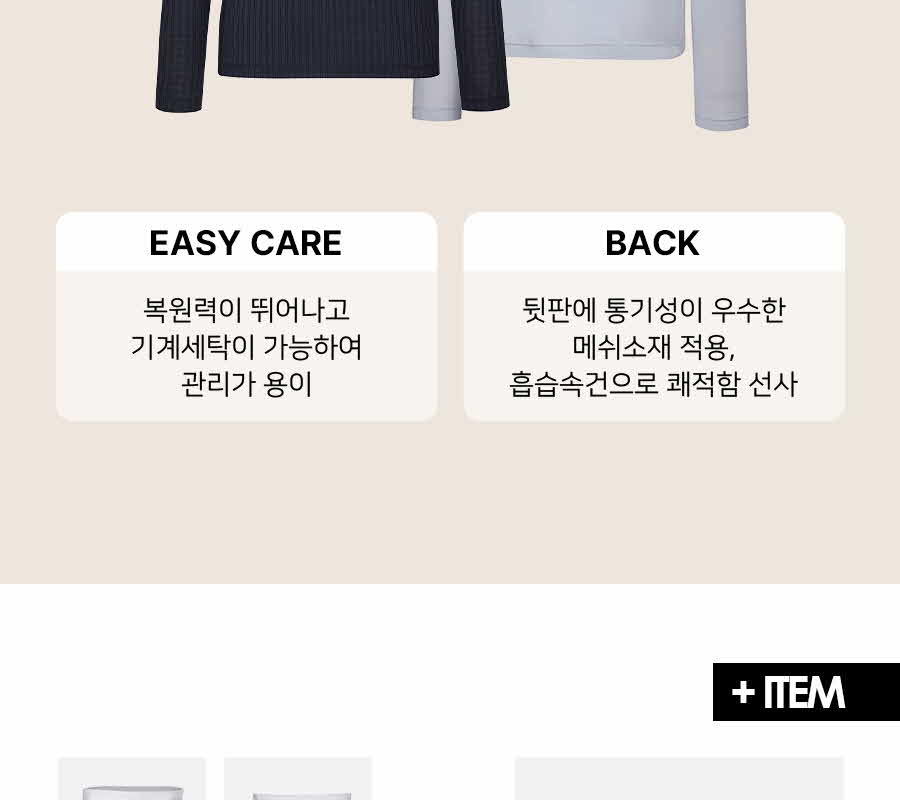 EASY CARE
복원력이 뛰어나고
기계세탁이 가능하여
관리가 용이
BACK
뒷판에 통기성이 우수한
메쉬소재 적용,
흡습속건으로 쾌적함 선사
+ ITEM